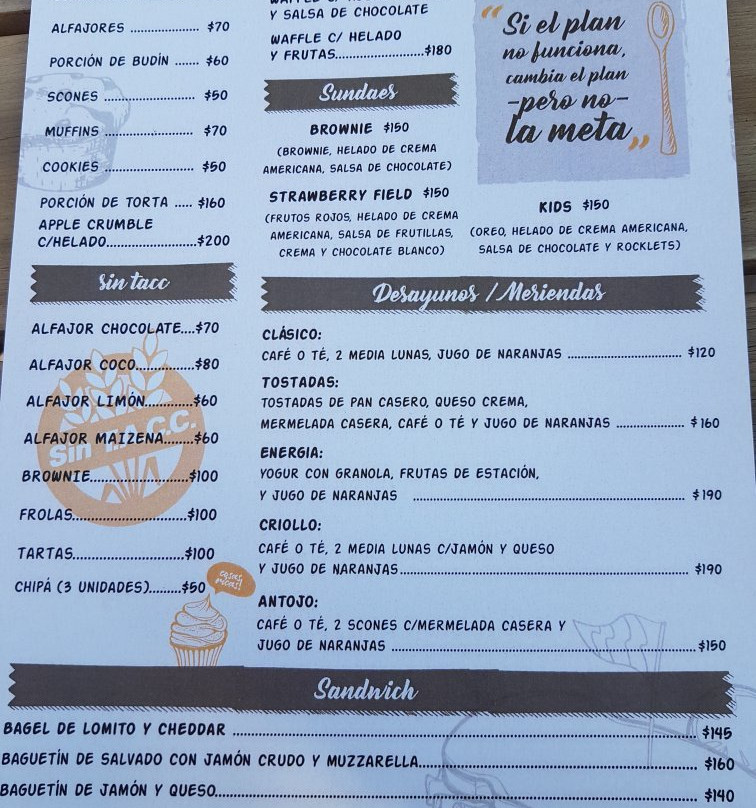 ALFAJORES ................... $70
PORCIÓN DE BUDÍN ....... $60
SCONES ........................ $50
MUFFINS ........................ $70
COOKIES ....................... $50
PORCIÓN DE TORTA ..... $160
APPLE CRUMBLE
C/HELADO.......................$200
sin tacc
ALFAJOR CHOCOLATE....$70
ALFAJOR COCO...............$80
ALFAJOR LIMÓN............$60
ALFAJOR MAIZENA........$60
BROWNIE.........................$100
FROLAS.............................$100
TARTAS.............................$100
CHIPÁ (3 UNIDADES).........$50
Sin T.A.C.C.
cosas
ricas!
Y SALSA DE CHOCOLATE
WAFFLE C/ HELADO
Y FRUTAS.......................$180
Sundaes
BROWNIE $150
(BROWNIE, HELADO DE CREMA
AMERICANA, SALSA DE CHOCOLATE)
STRAWBERRY FIELD $150
(FRUTOS ROJOS, HELADO DE CREMA
AMERICANA, SALSA DE FRUTILLAS,
CREMA Y CHOCOLATE BLANCO)
“Si el plan
no funciona,
cambia el plan
-pero no-
la meta„
KIDS $150
(OREO, HELADO DE CREMA AMERICANA,
SALSA DE CHOCOLATE Y ROCKLETS)
Desayunos / Meriendas
CLÁSICO:
CAFÉ O TÉ, 2 MEDIA LUNAS, JUGO DE NARANJAS ............................ $120
TOSTADAS:
TOSTADAS DE PAN CASERO, QUESO CREMA,
MERMELADA CASERA, CAFÉ O TÉ Y JUGO DE NARANJAS ................. $160
ENERGIA:
YOGUR CON GRANOLA, FRUTAS DE ESTACIÓN,
Y JUGO DE NARANJAS .................................................................... $190
CRIOLLO:
CAFÉ O TÉ, 2 MEDIA LUNAS C/JAMÓN Y QUESO
Y JUGO DE NARANJAS........................................................................ $190
ANTOJO:
CAFÉ O TÉ, 2 SCONES C/MERMELADA CASERA Y
JUGO DE NARANJAS ...........................................................................$150
Sandwich
BAGEL DE LOMITO Y CHEDDAR ................................................................ $145
BAGUETÍN DE SALVADO CON JAMÓN CRUDO Y MUZZARELLA...................................... $160
BAGUETÍN DE JAMÓN Y QUESO.................................................................... $140